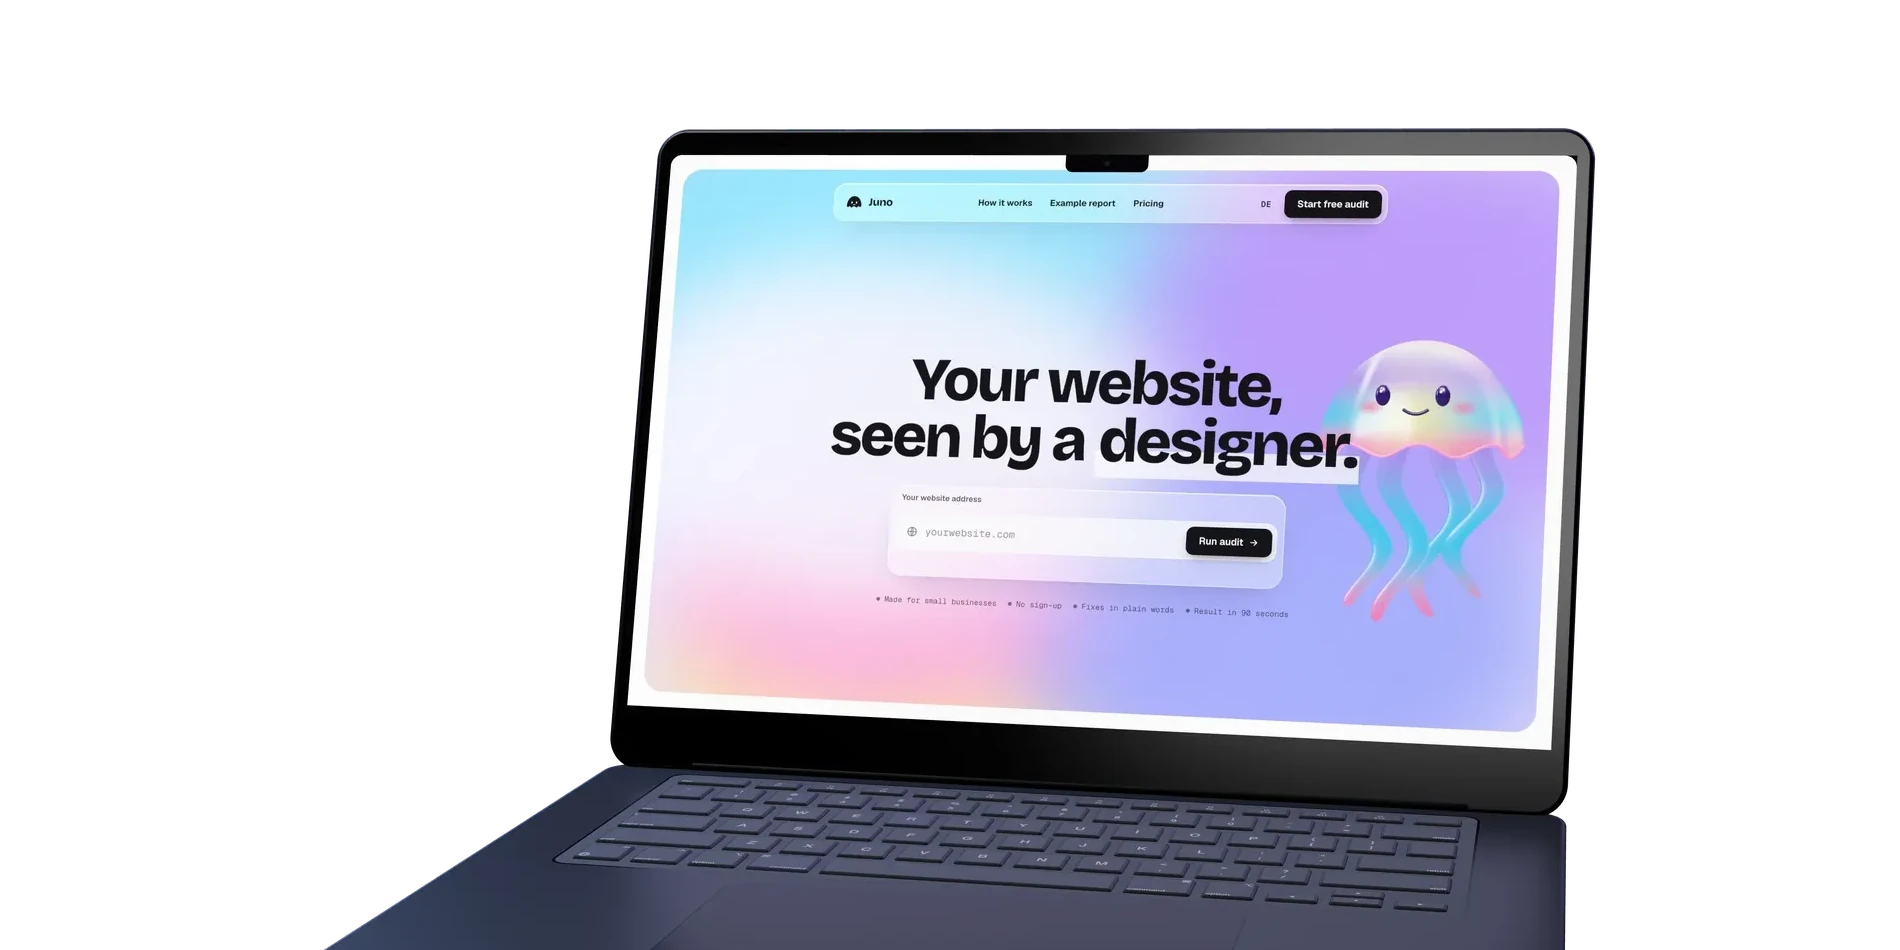 Juno
How it works
Example report
Pricing
DE
Start free audit
Your website,
seen by a designer.
Your website address
yourwebsite.com
Run audit →
Made for small businesses
No sign-up
Fixes in plain words
Result in 90 seconds
Q W E R T Y U I O P
A S D F G H J K L
Z X C V B N M